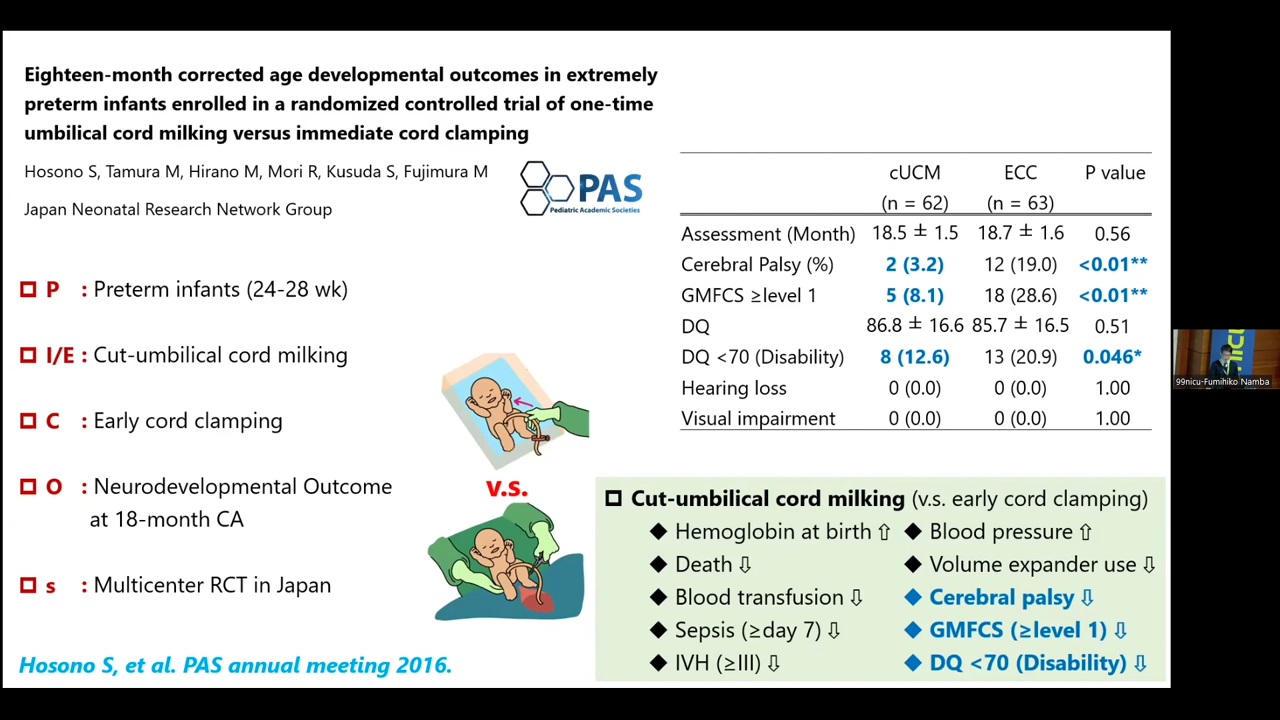 Eighteen-month corrected age developmental outcomes in extremely
preterm infants enrolled in a randomized controlled trial of one-time
umbilical cord milking versus immediate cord clamping
Hosono S, Tamura M, Hirano M, Mori R, Kusuda S, Fujimura M
Japan Neonatal Research Network Group
PAS
Pediatric Academic Societies
P : Preterm infants (24-28 wk)
I/E : Cut-umbilical cord milking
C : Early cord clamping
O : Neurodevelopmental Outcome
at 18-month CA
s : Multicenter RCT in Japan
v.s.
Hosono S, et al. PAS annual meeting 2016.
cUCM ECC P value
(n = 62) (n = 63)
Assessment (Month) 18.5 ± 1.5 18.7 ± 1.6 0.56
Cerebral Palsy (%) 2 (3.2) 12 (19.0) <0.01**
GMFCS ≥level 1 5 (8.1) 18 (28.6) <0.01**
DQ 86.8 ± 16.6 85.7 ± 16.5 0.51
DQ <70 (Disability) 8 (12.6) 13 (20.9) 0.046*
Hearing loss 0 (0.0) 0 (0.0) 1.00
Visual impairment 0 (0.0) 0 (0.0) 1.00
Cut-umbilical cord milking (v.s. early cord clamping)
◆ Hemoglobin at birth ⇧ ◆ Blood pressure ⇧
◆ Death ⇩ ◆ Volume expander use ⇩
◆ Blood transfusion ⇩ ◆ Cerebral palsy ⇩
◆ Sepsis (≥day 7) ⇩ ◆ GMFCS (≥level 1) ⇩
◆ IVH (≥III) ⇩ ◆ DQ <70 (Disability) ⇩
nicu
99nicu-Fumihiko Namba